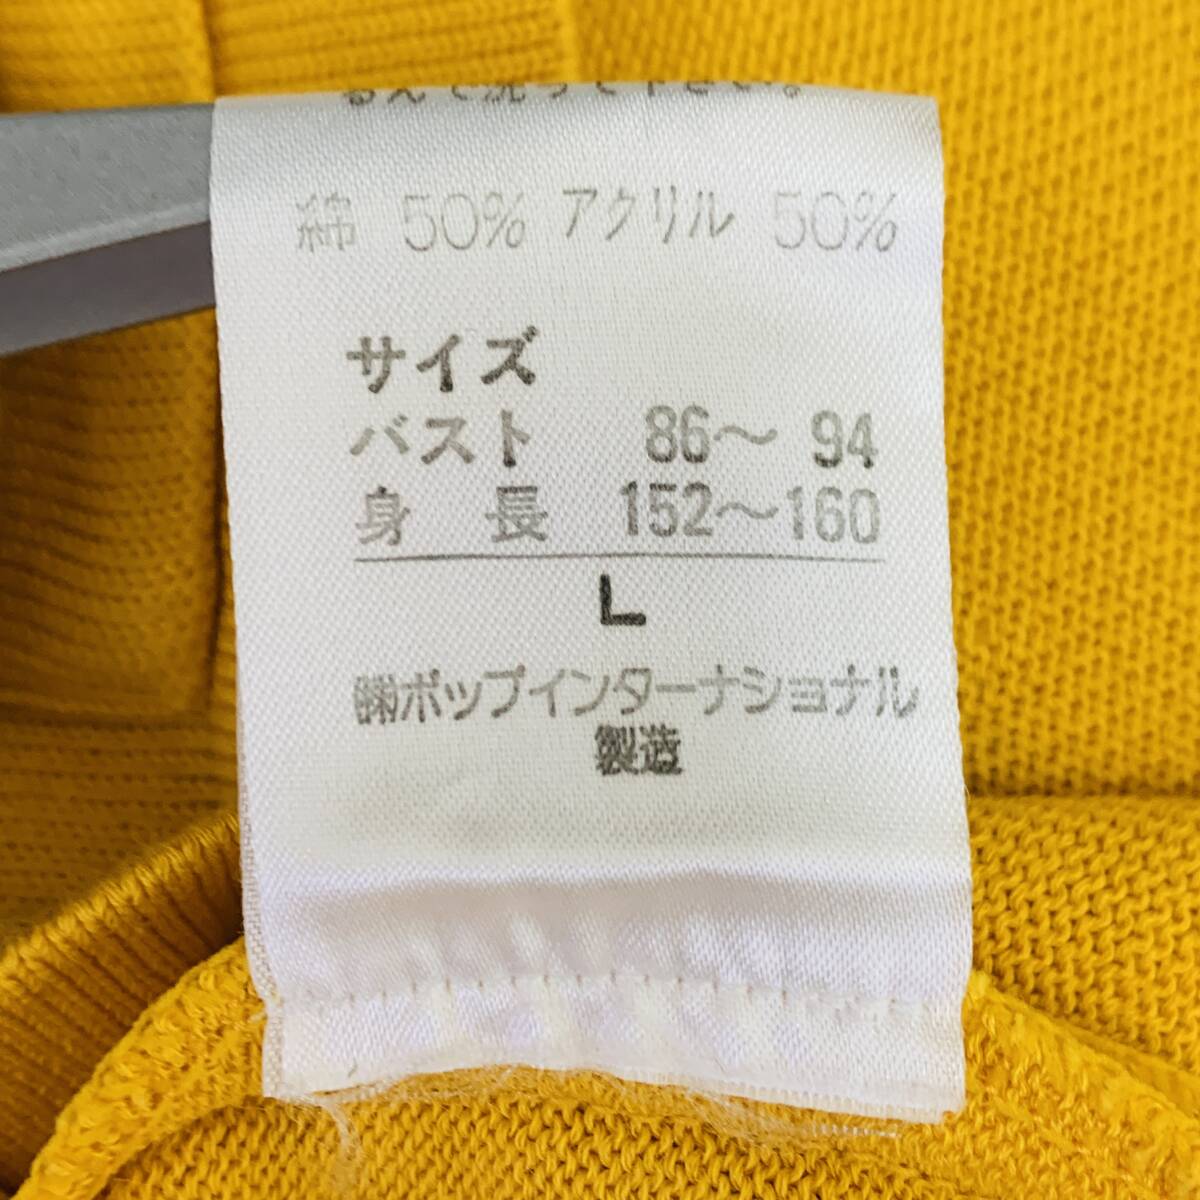 綿 50% アクリル 50%
サイズ
バスト 86～94
身長 152～160
L
㈱ポップインターナショナル
製造